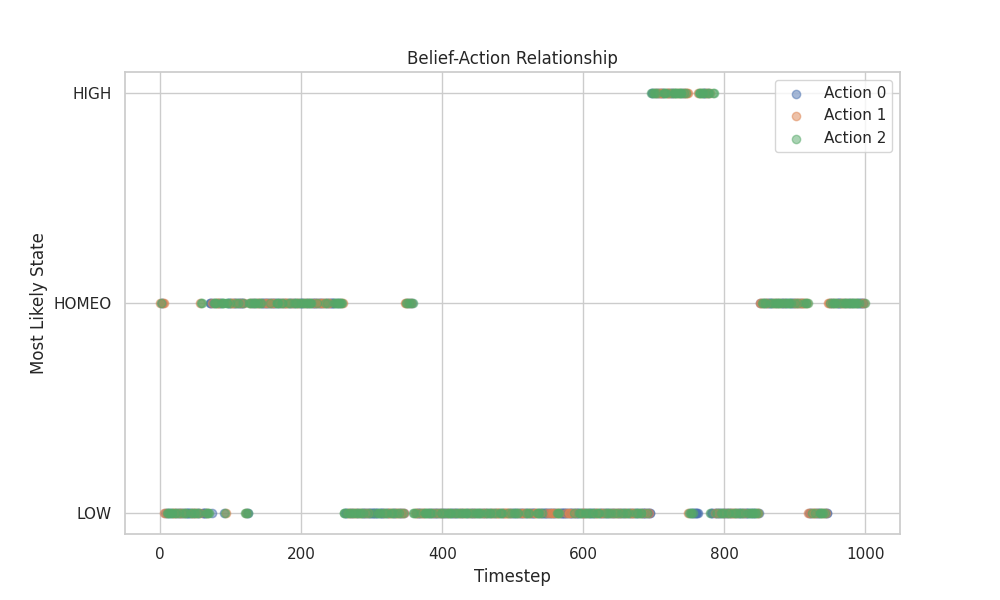 Belief-Action Relationship
HIGH
HOMEO
LOW
Most Likely State
Action 0
Action 1
Action 2
0
200
400
600
800
1000
Timestep